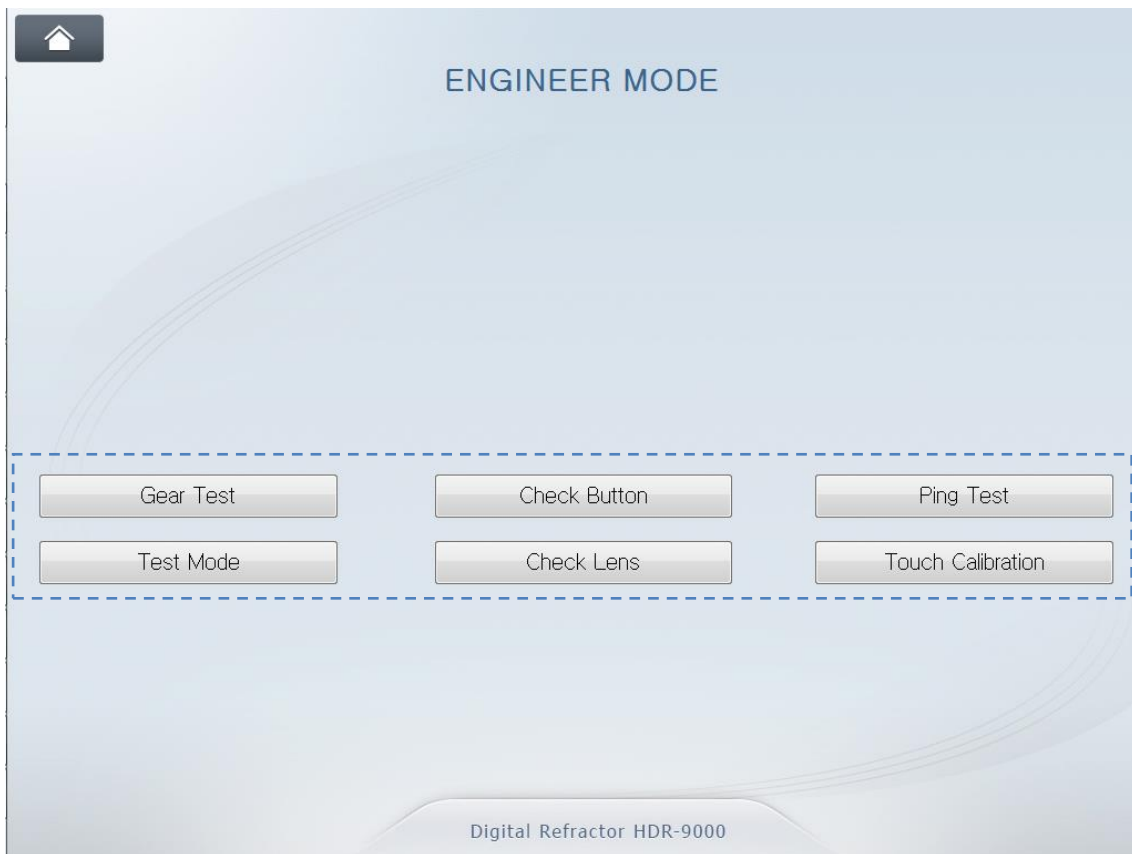 ENGINEER MODE
Gear Test
Check Button
Ping Test
Test Mode
Check Lens
Touch Calibration
Digital Refractor HDR-9000